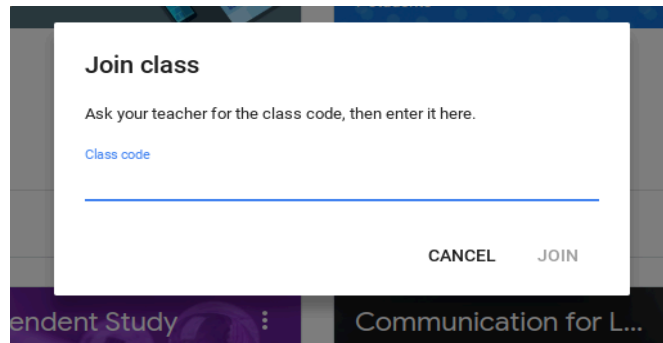 Join class
Ask your teacher for the class code, then enter it here.
Class code
CANCEL JOIN
endent Study
Communication for L...